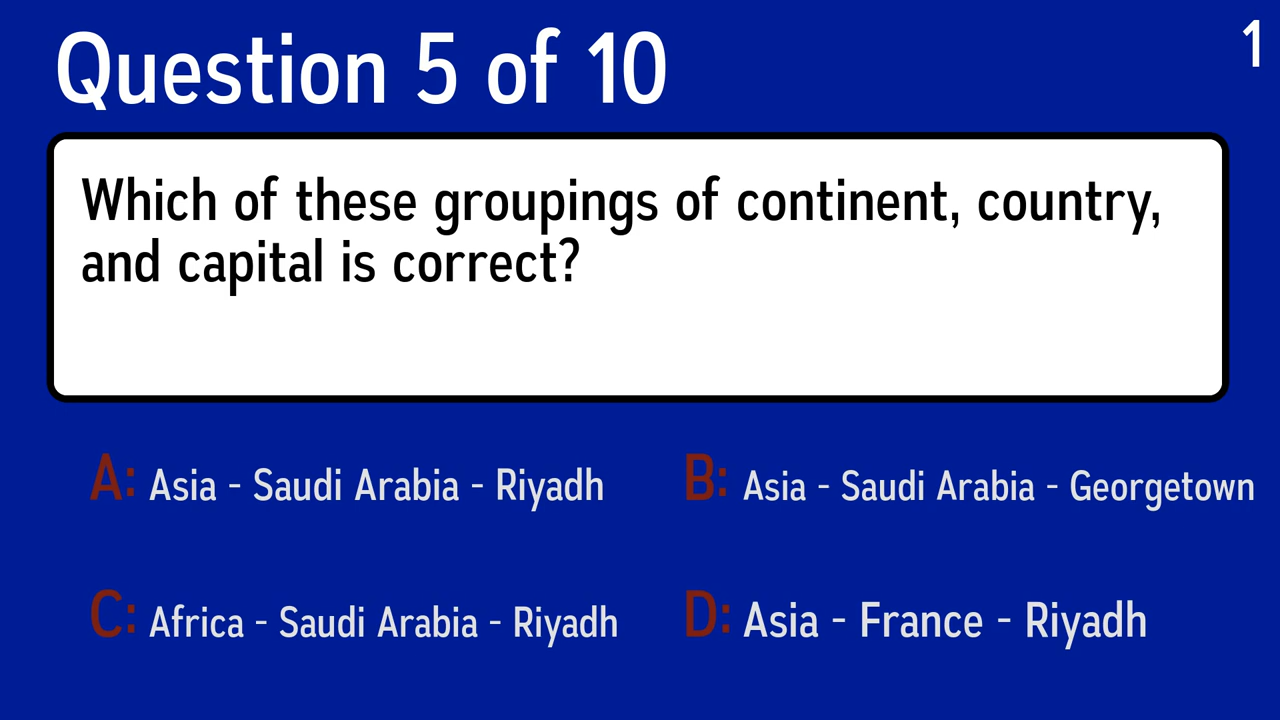 Question 5 of 10
1
Which of these groupings of continent, country,
and capital is correct?
A: Asia - Saudi Arabia - Riyadh
B: Asia - Saudi Arabia - Georgetown
C: Africa - Saudi Arabia - Riyadh
D: Asia - France - Riyadh